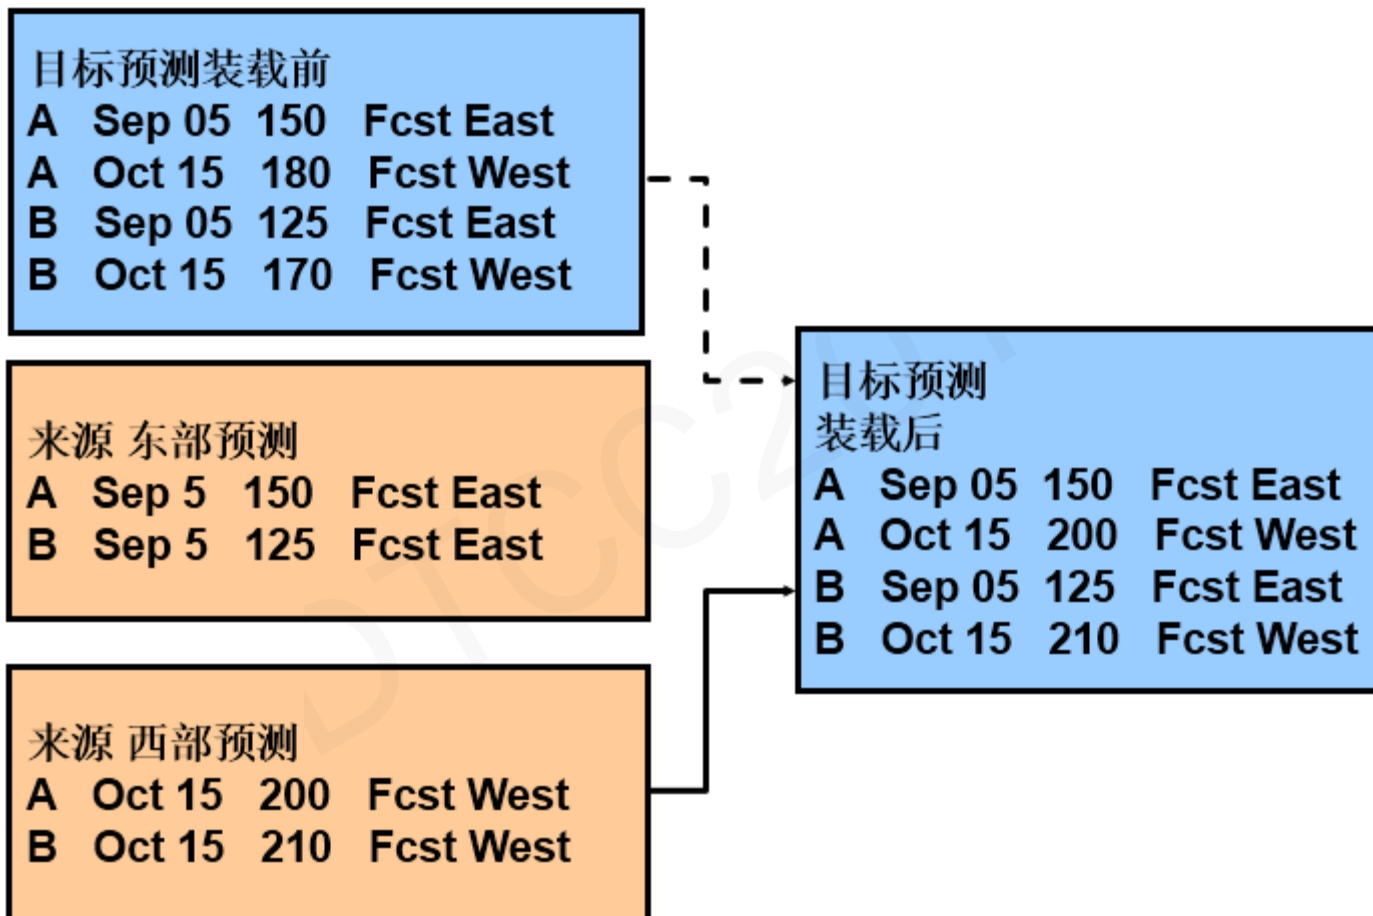 目标预测装载前
A Sep 05 150 Fcst East
A Oct 15 180 Fcst West
B Sep 05 125 Fcst East
B Oct 15 170 Fcst West
来源 东部预测
A Sep 5 150 Fcst East
B Sep 5 125 Fcst East
来源 西部预测
A Oct 15 200 Fcst West
B Oct 15 210 Fcst West
目标预测
装载后
A Sep 05 150 Fcst East
A Oct 15 200 Fcst West
B Sep 05 125 Fcst East
B Oct 15 210 Fcst West